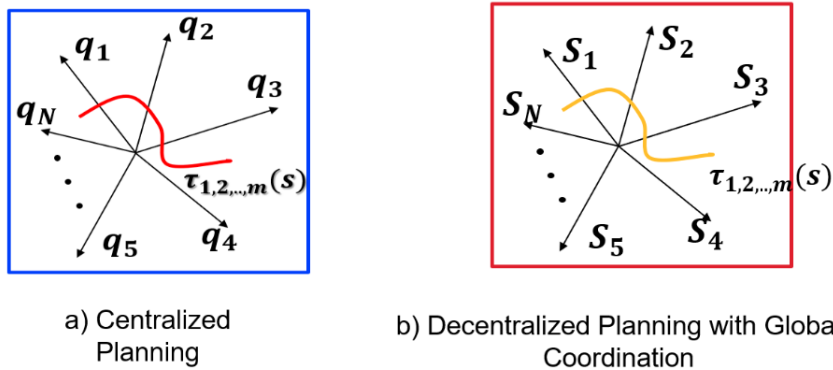 q1
q2
q3
qN
τ1,2,..,m(s)
q4
q5
a) Centralized
Planning
S1
S2
S3
SN
τ1,2,..,m(s)
S4
S5
b) Decentralized Planning with Globa
Coordination